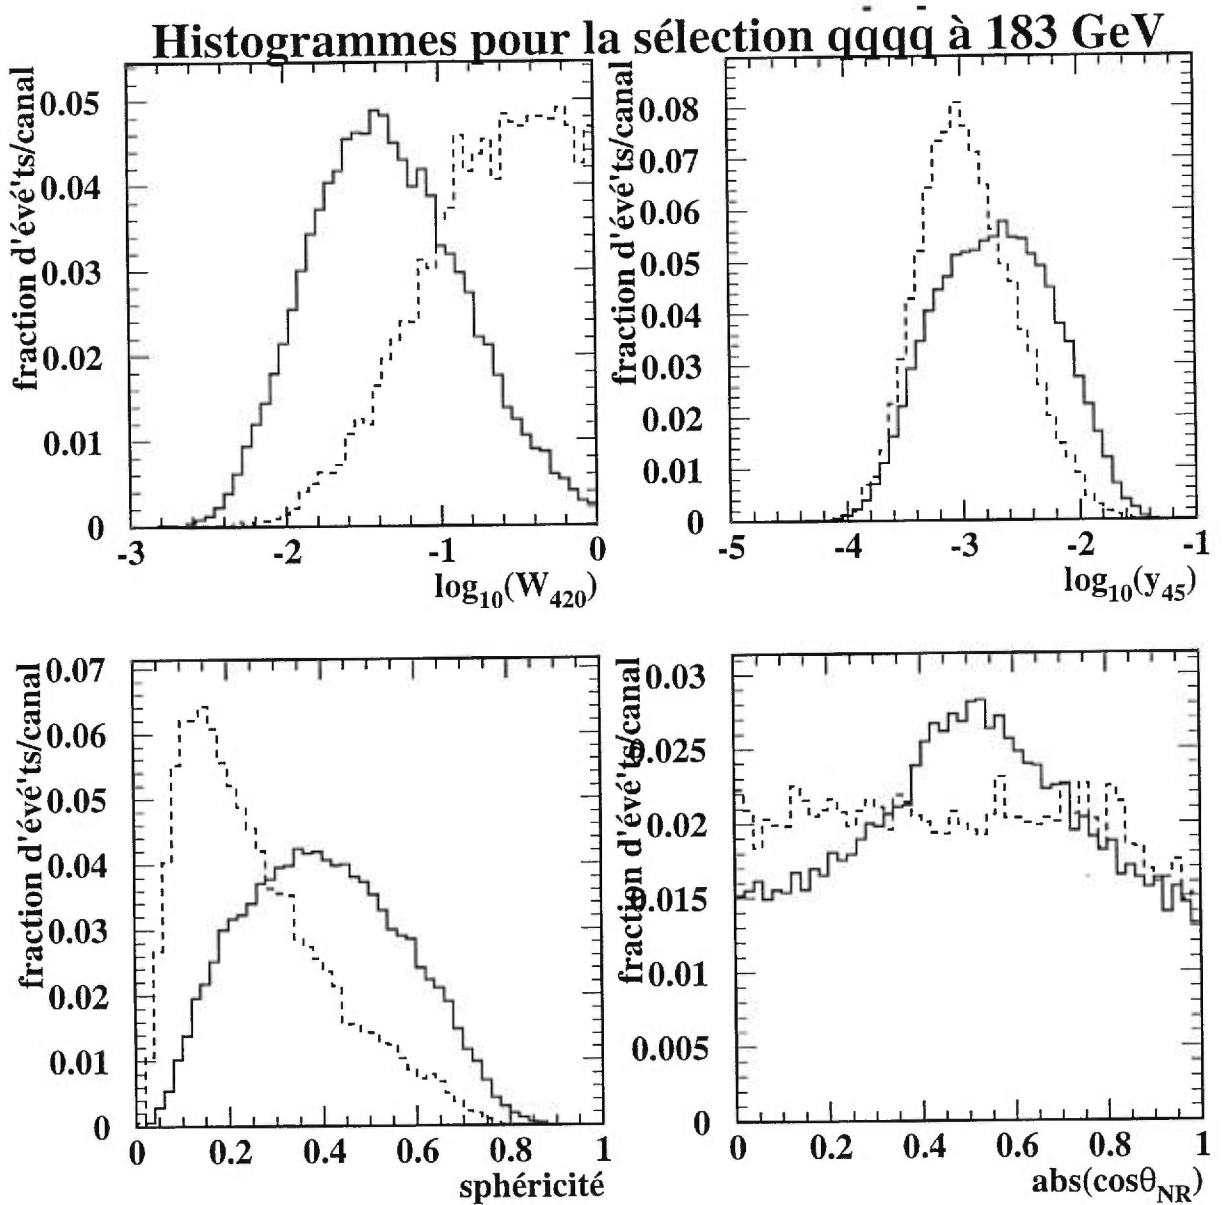 Histogrammes pour la sélection qqqq à 183 GeV
fraction d'évé'ts/canal
0.05
0.04
0.03
0.02
0.01
0
-3 -2 -1 0
log10(W420)
fraction d'évé'ts/canal
0.08
0.07
0.06
0.05
0.04
0.03
0.02
0.01
0
-5 -4 -3 -2 -1
log10(y45)
fraction d'évé'ts/canal
0.07
0.06
0.05
0.04
0.03
0.02
0.01
0
0 0.2 0.4 0.6 0.8 1
sphéricité
fraction d'évé'ts/canal
0.03
0.025
0.02
0.015
0.01
0.005
0
0 0.2 0.4 0.6 0.8 1
abs(cosθNR)